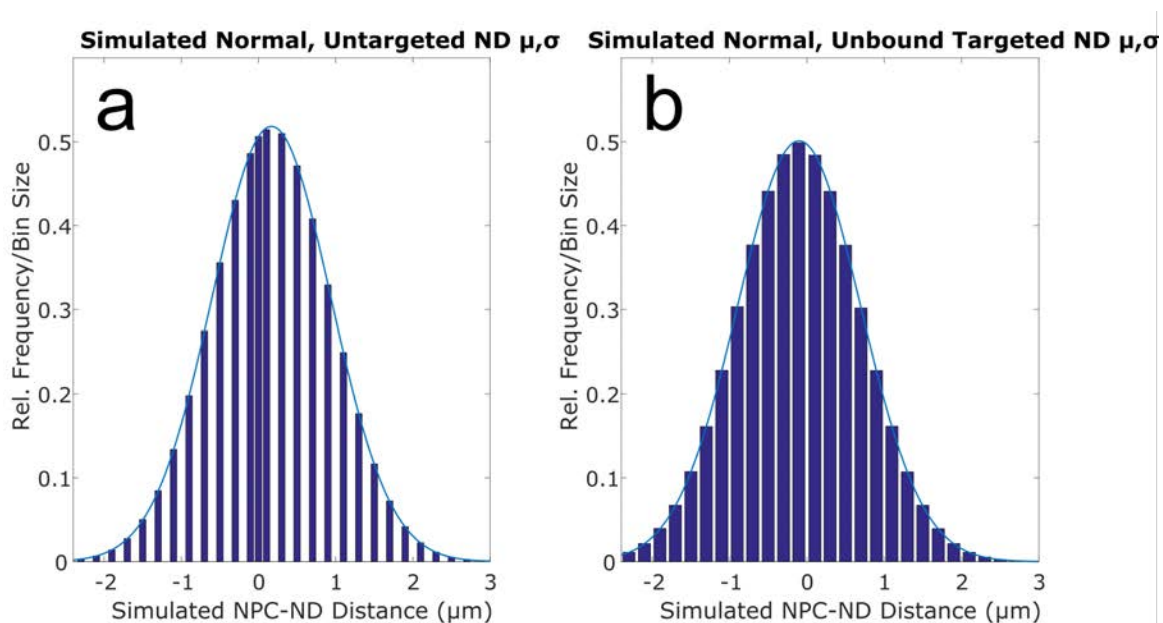 Simulated Normal, Untargeted ND μ,σ
a
Rel. Frequency/Bin Size
0.5
0.4
0.3
0.2
0.1
0
-2 -1 0 1 2 3
Simulated NPC-ND Distance (μm)
Simulated Normal, Unbound Targeted ND μ,σ
b
Rel. Frequency/Bin Size
0.5
0.4
0.3
0.2
0.1
0
-2 -1 0 1 2 3
Simulated NPC-ND Distance (μm)